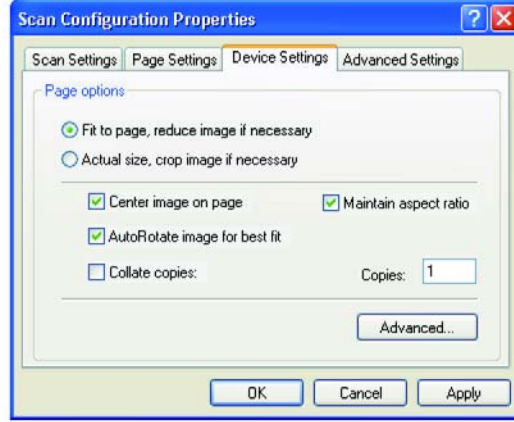 Scan Configuration Properties
Scan Settings Page Settings Device Settings Advanced Settings
Page options
Fit to page, reduce image if necessary
Actual size, crop image if necessary
Center image on page Maintain aspect ratio
AutoRotate image for best fit
Collate copies: Copies: 1
Advanced...
OK Cancel Apply